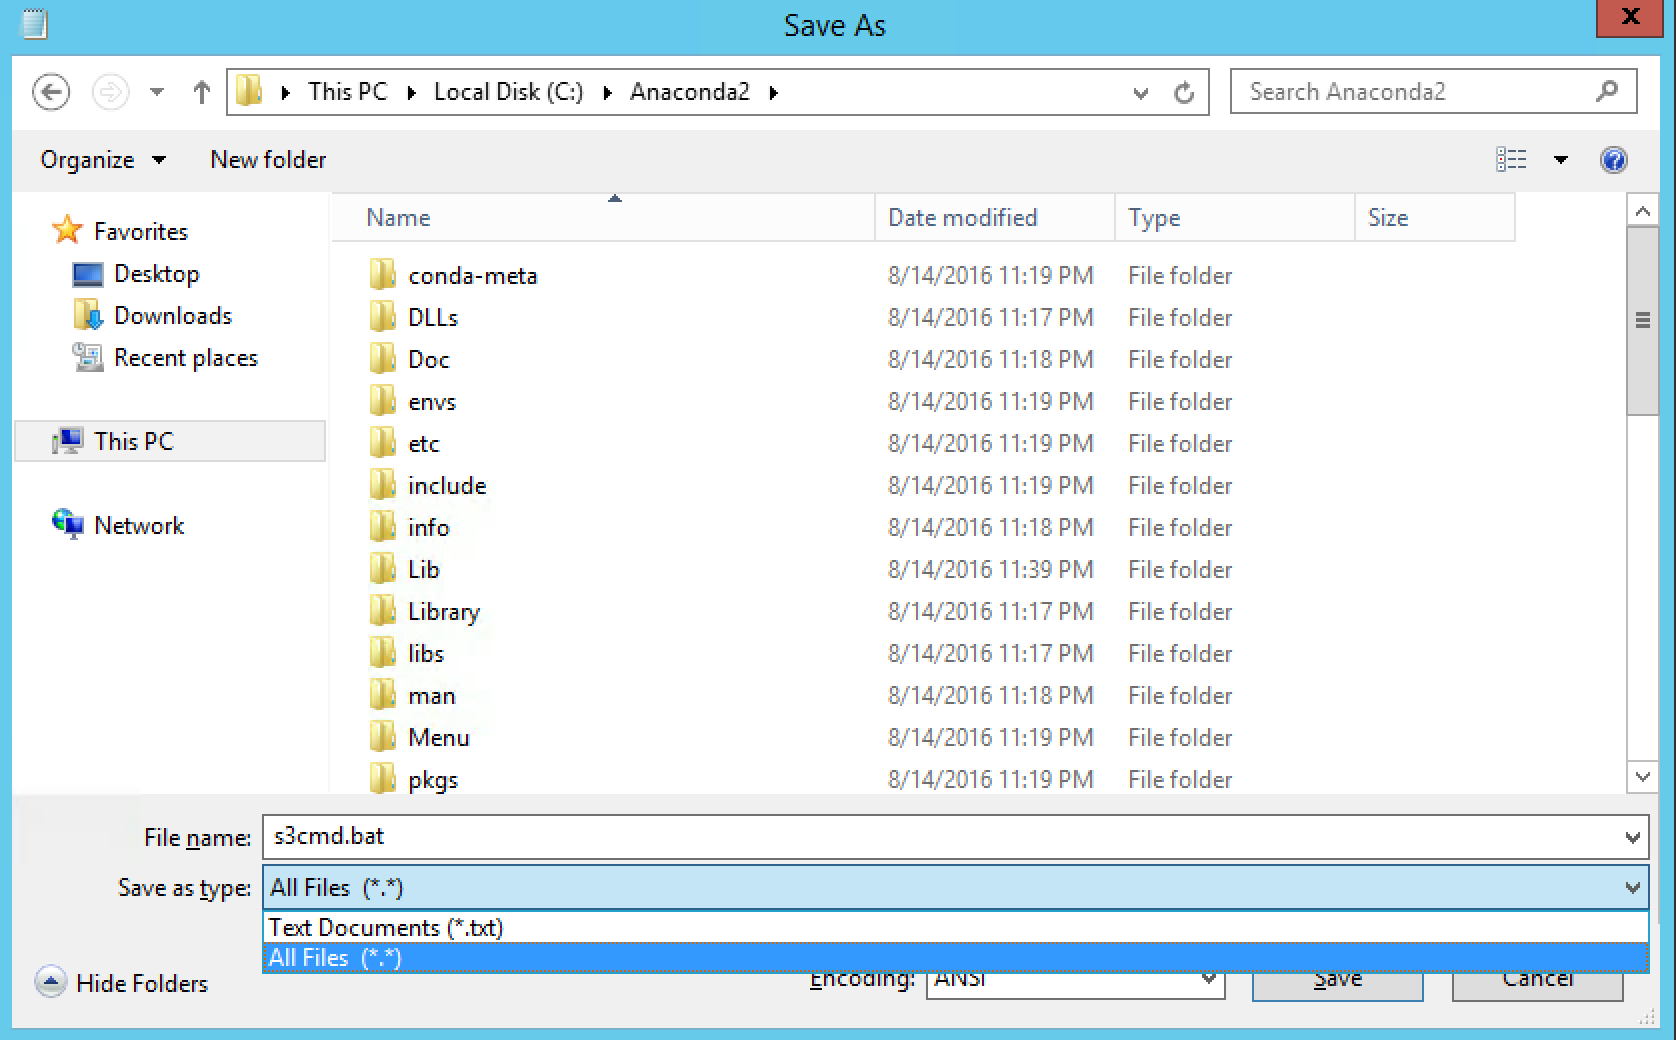 Save As
x
This PC Local Disk (C:) Anaconda2
Search Anaconda2
Organize New folder
Favorites
Desktop
Downloads
Recent places
This PC
Network
Name Date modified Type Size
conda-meta 8/14/2016 11:19 PM File folder
DLLs 8/14/2016 11:17 PM File folder
Doc 8/14/2016 11:18 PM File folder
envs 8/14/2016 11:19 PM File folder
etc 8/14/2016 11:19 PM File folder
include 8/14/2016 11:19 PM File folder
info 8/14/2016 11:18 PM File folder
Lib 8/14/2016 11:39 PM File folder
Library 8/14/2016 11:17 PM File folder
libs 8/14/2016 11:17 PM File folder
man 8/14/2016 11:18 PM File folder
Menu 8/14/2016 11:19 PM File folder
pkgs 8/14/2016 11:19 PM File folder
File name: s3cmd.bat
Save as type: All Files (*.*)
Text Documents (*.txt)
All Files (*.*)
Hide Folders Encoding: ANSI Save Cancel